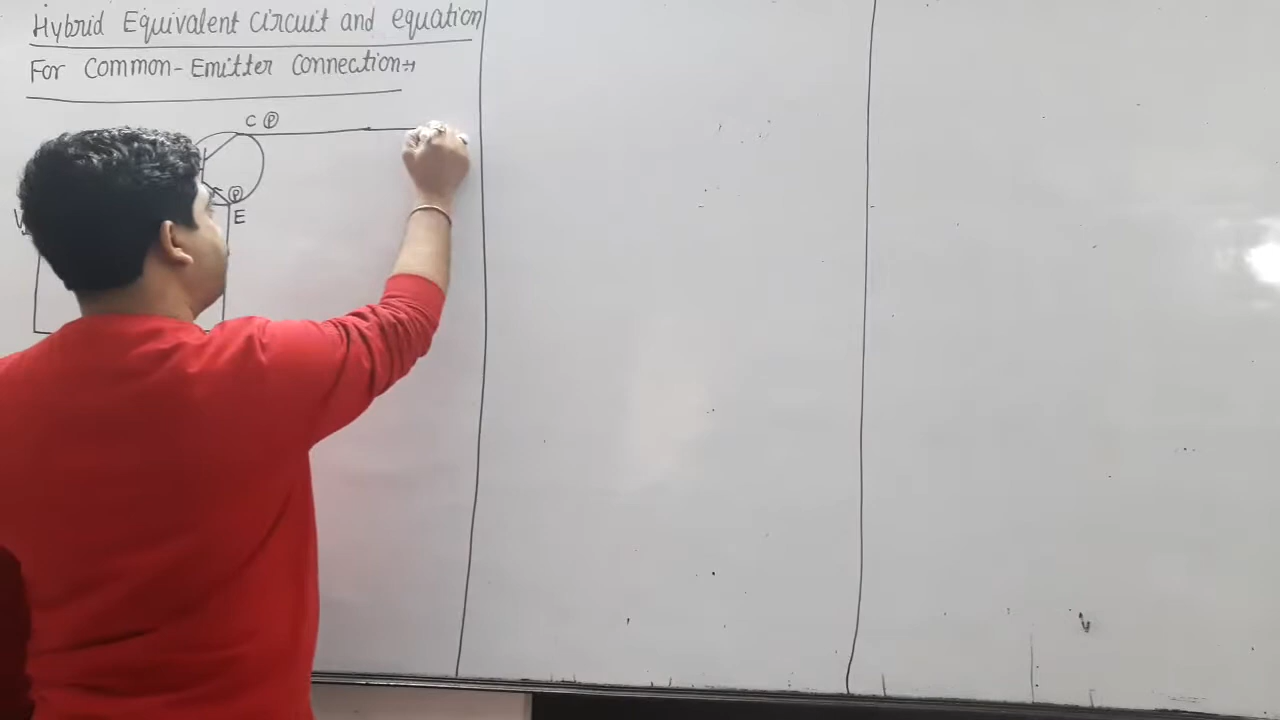 Hybrid Equivalent Circuit and equation
For Common-Emitter Connection:→
C P
P
E